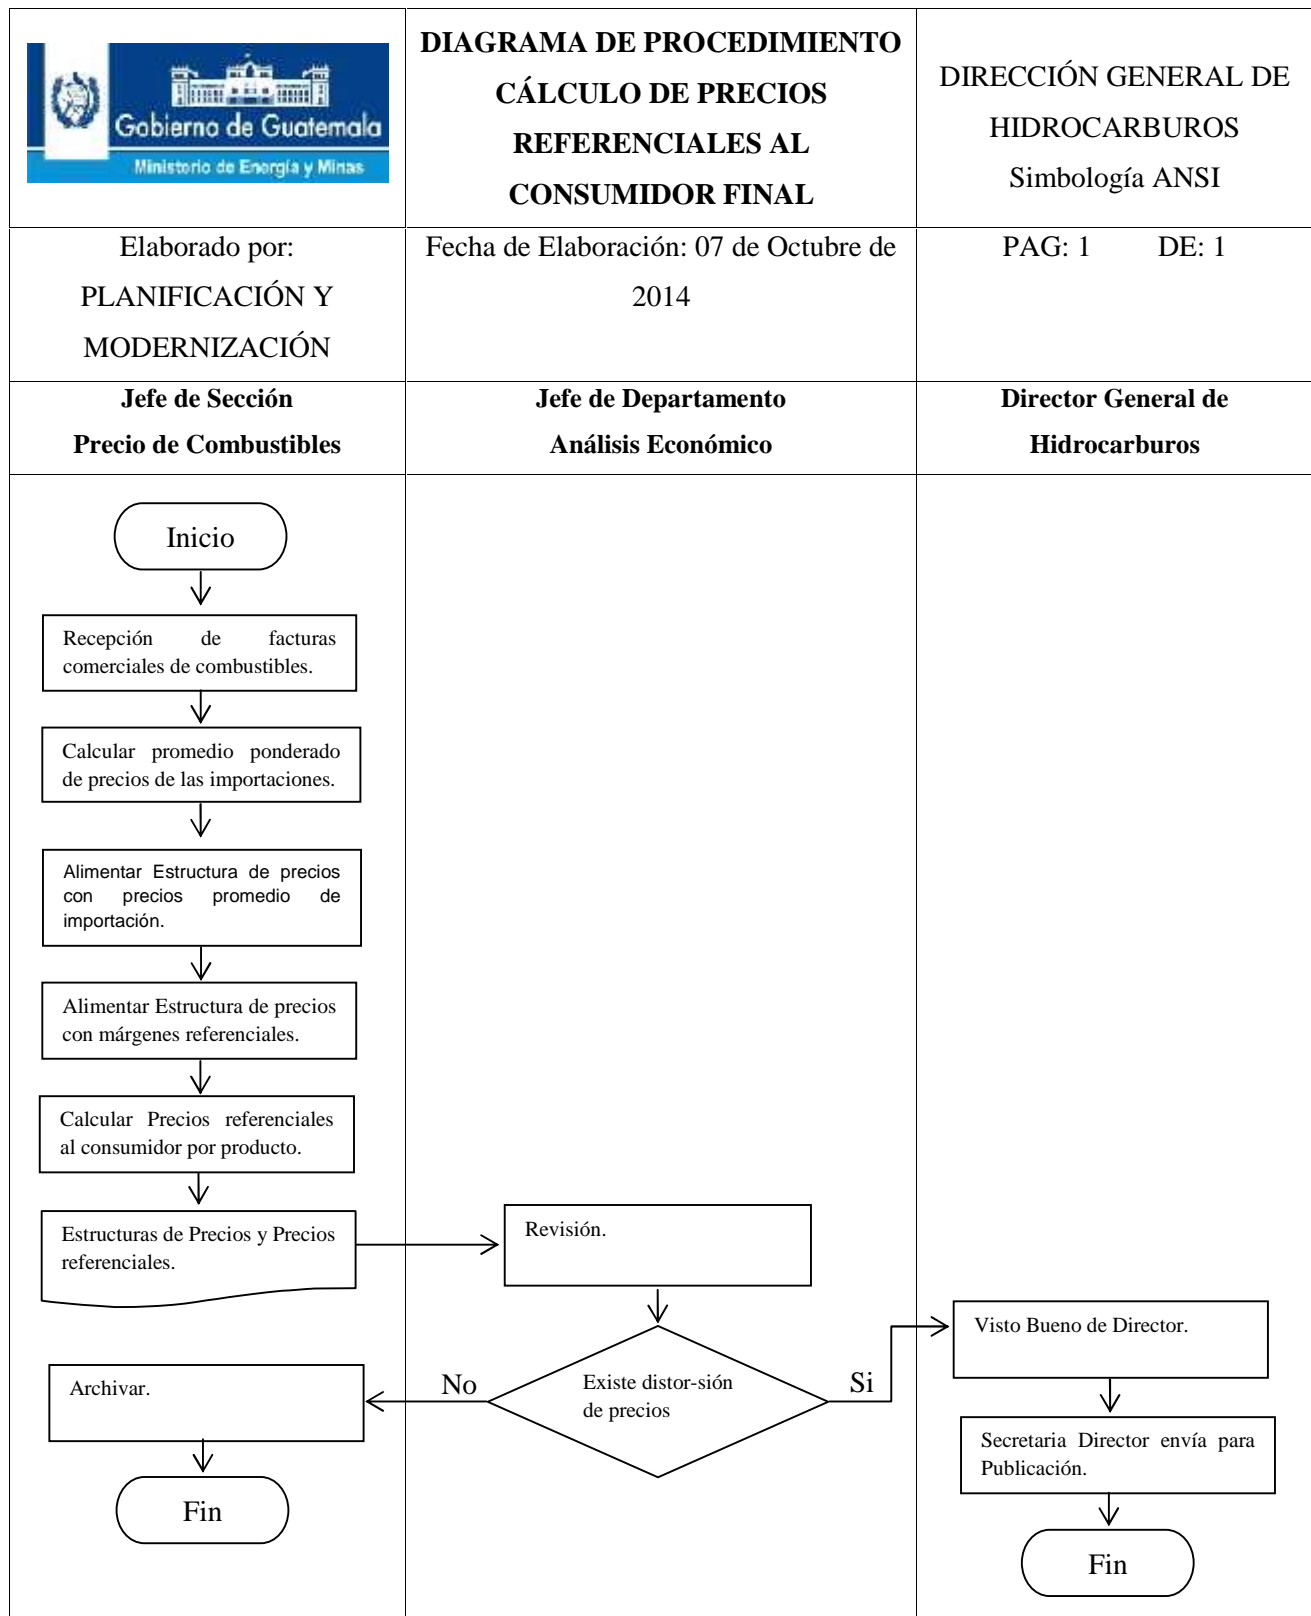 Gobierno de Guatemala
Ministerio de Energía y Minas
DIAGRAMA DE PROCEDIMIENTO
CÁLCULO DE PRECIOS
REFERENCIALES AL
CONSUMIDOR FINAL
DIRECCIÓN GENERAL DE
HIDROCARBUROS
Simbología ANSI
Elaborado por:
PLANIFICACIÓN Y
MODERNIZACIÓN
Fecha de Elaboración: 07 de Octubre de
2014
PAG: 1 DE: 1
Jefe de Sección
Precio de Combustibles
Jefe de Departamento
Análisis Económico
Director General de
Hidrocarburos
Inicio
Recepción de facturas
comerciales de combustibles.
Calcular promedio ponderado
de precios de las importaciones.
Alimentar Estructura de precios
con precios promedio de
importación.
Alimentar Estructura de precios
con márgenes referenciales.
Calcular Precios referenciales
al consumidor por producto.
Estructuras de Precios y Precios
referenciales.
Revisión.
Existe distor-sión
de precios
No
Si
Archivar.
Fin
Visto Bueno de Director.
Secretaria Director envía para
Publicación.
Fin